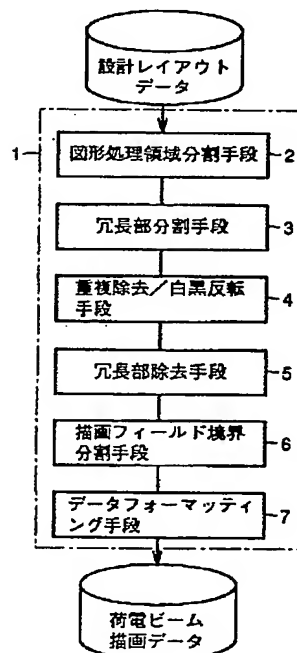 設計レイアウト
データ
1
図形処理領域分割手段
2
冗長部分割手段
3
重複除去／白黒反転
手段
4
冗長部除去手段
5
描画フィールド境界
分割手段
6
データフォーマッティ
ング手段
7
荷電ビーム
描画データ